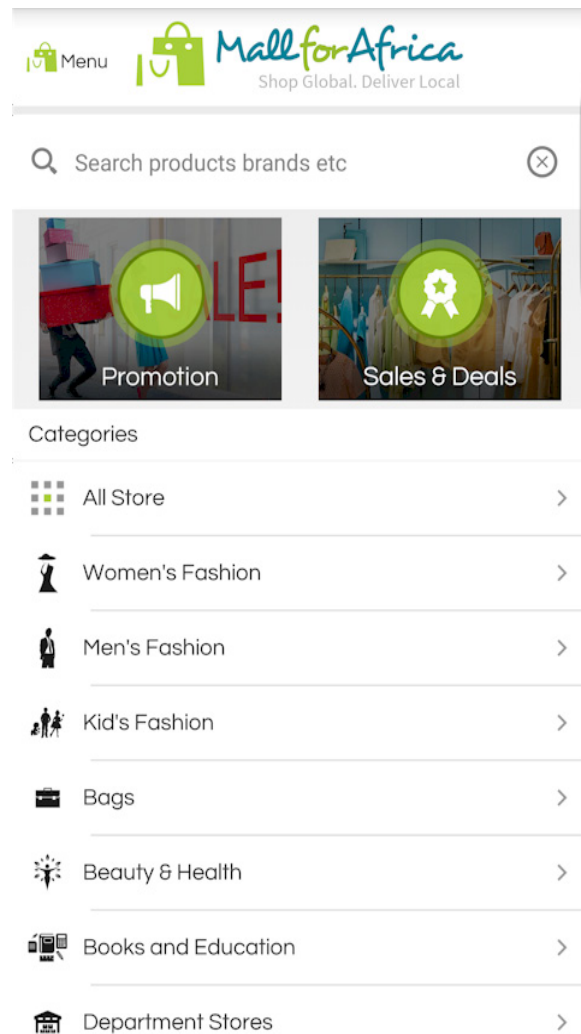 Menu
MallforAfrica
Shop Global. Deliver Local
Search products brands etc
ALE!
Promotion
Sales & Deals
Categories
All Store
Women's Fashion
Men's Fashion
Kid's Fashion
Bags
Beauty & Health
Books and Education
Department Stores